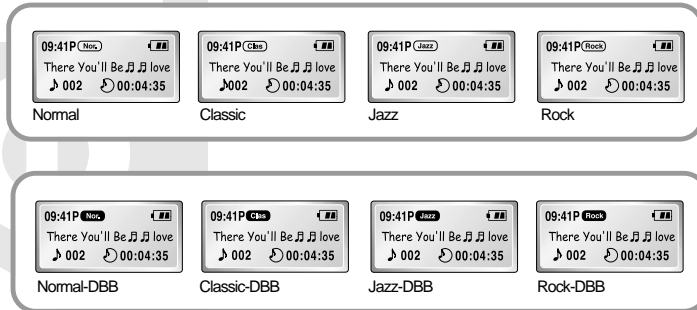 09:41P Nor.
There You'll Be ♫ ♫ love
♪ 002 00:04:35
Normal
09:41P Clas
There You'll Be ♫ ♫ love
♪002 00:04:35
Classic
09:41P Jazz
There You'll Be ♫ ♫ love
♪ 002 00:04:35
Jazz
09:41P Rock
There You'll Be ♫ ♫ love
♪ 002 00:04:35
Rock
09:41P Nor.
There You'll Be ♫ ♫ love
♪ 002 00:04:35
Normal-DBB
09:41P Clas
There You'll Be ♫ ♫ love
♪ 002 00:04:35
Classic-DBB
09:41P Jazz
There You'll Be ♫ ♫ love
♪ 002 00:04:35
Jazz-DBB
09:41P Rock
There You'll Be ♫ ♫ love
♪ 002 00:04:35
Rock-DBB